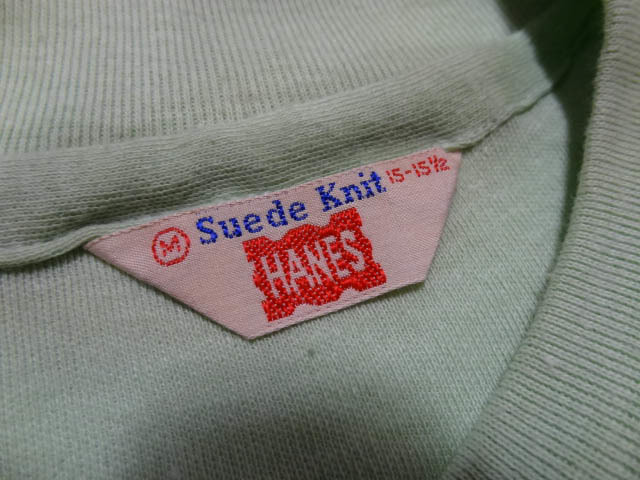 Ⓜ Suede Knit 15-15½
HANES